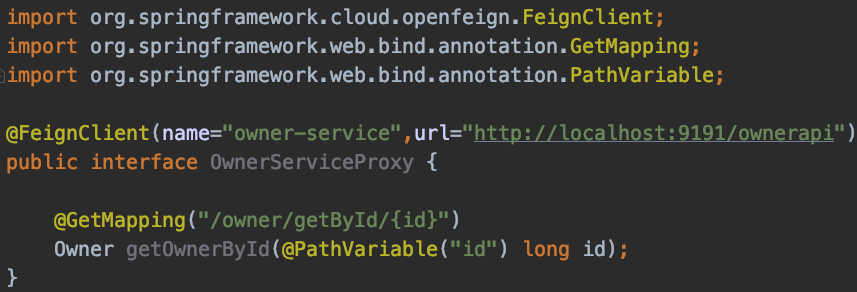 import org.springframework.cloud.openfeign.FeignClient;
import org.springframework.web.bind.annotation.GetMapping;
import org.springframework.web.bind.annotation.PathVariable;
@FeignClient(name="owner-service",url="http://localhost:9191/ownerapi")
public interface OwnerServiceProxy {
@GetMapping("/owner/getById/{id}")
Owner getOwnerById(@PathVariable("id") long id);
}